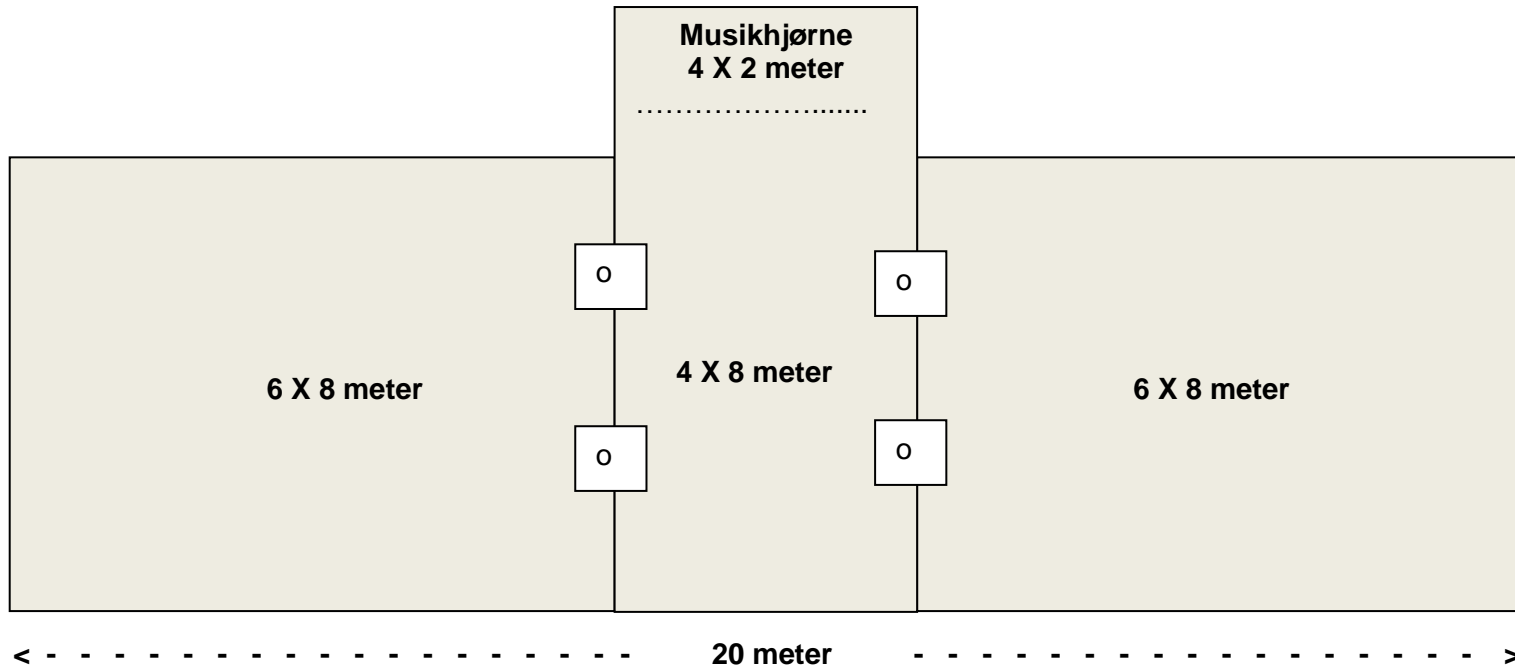 Musikhjørne
4 X 2 meter
.........................
o
o
6 X 8 meter
4 X 8 meter
6 X 8 meter
o
o
< - - - - - - - - - - - - - - - - - 20 meter - - - - - - - - - - - - - - - - >